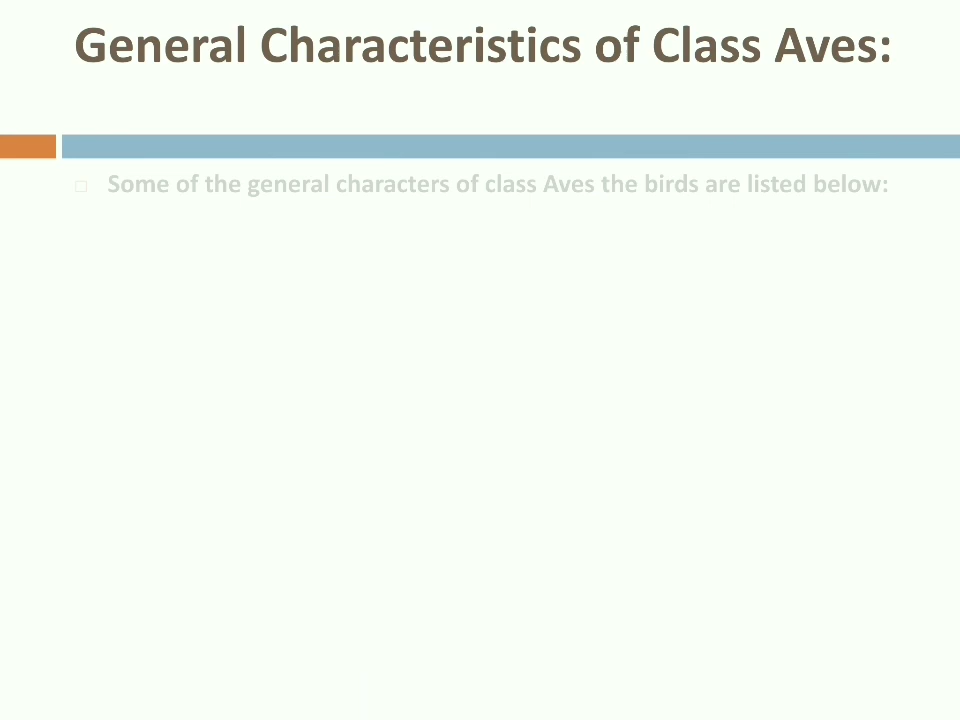 General Characteristics of Class Aves:
Some of the general characters of class Aves the birds are listed below: